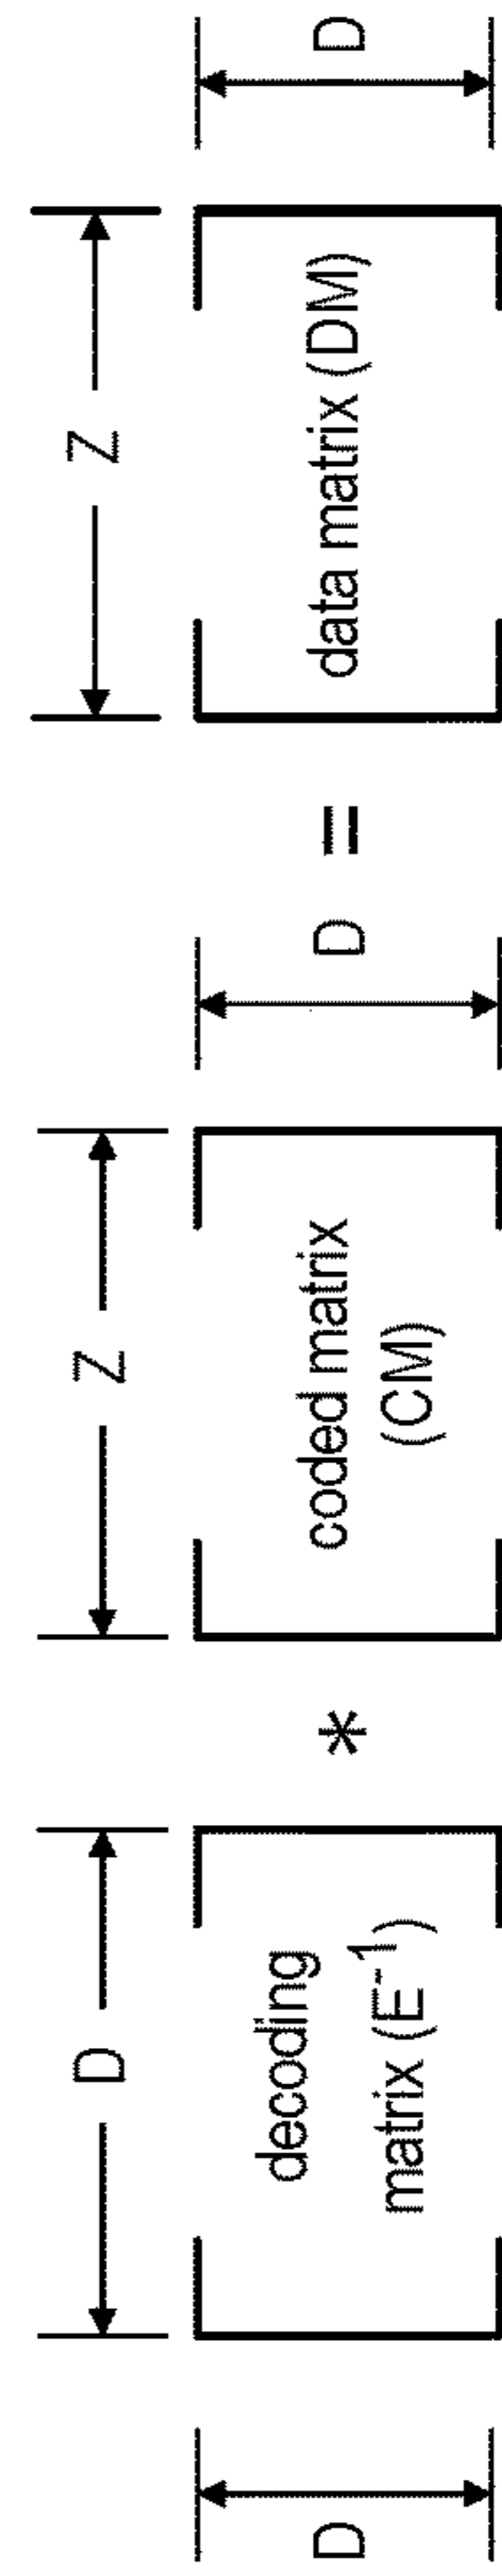 D
D
decoding
matrix (E⁻¹)
*
Z
coded matrix
(CM)
D
=
Z
data matrix (DM)
D